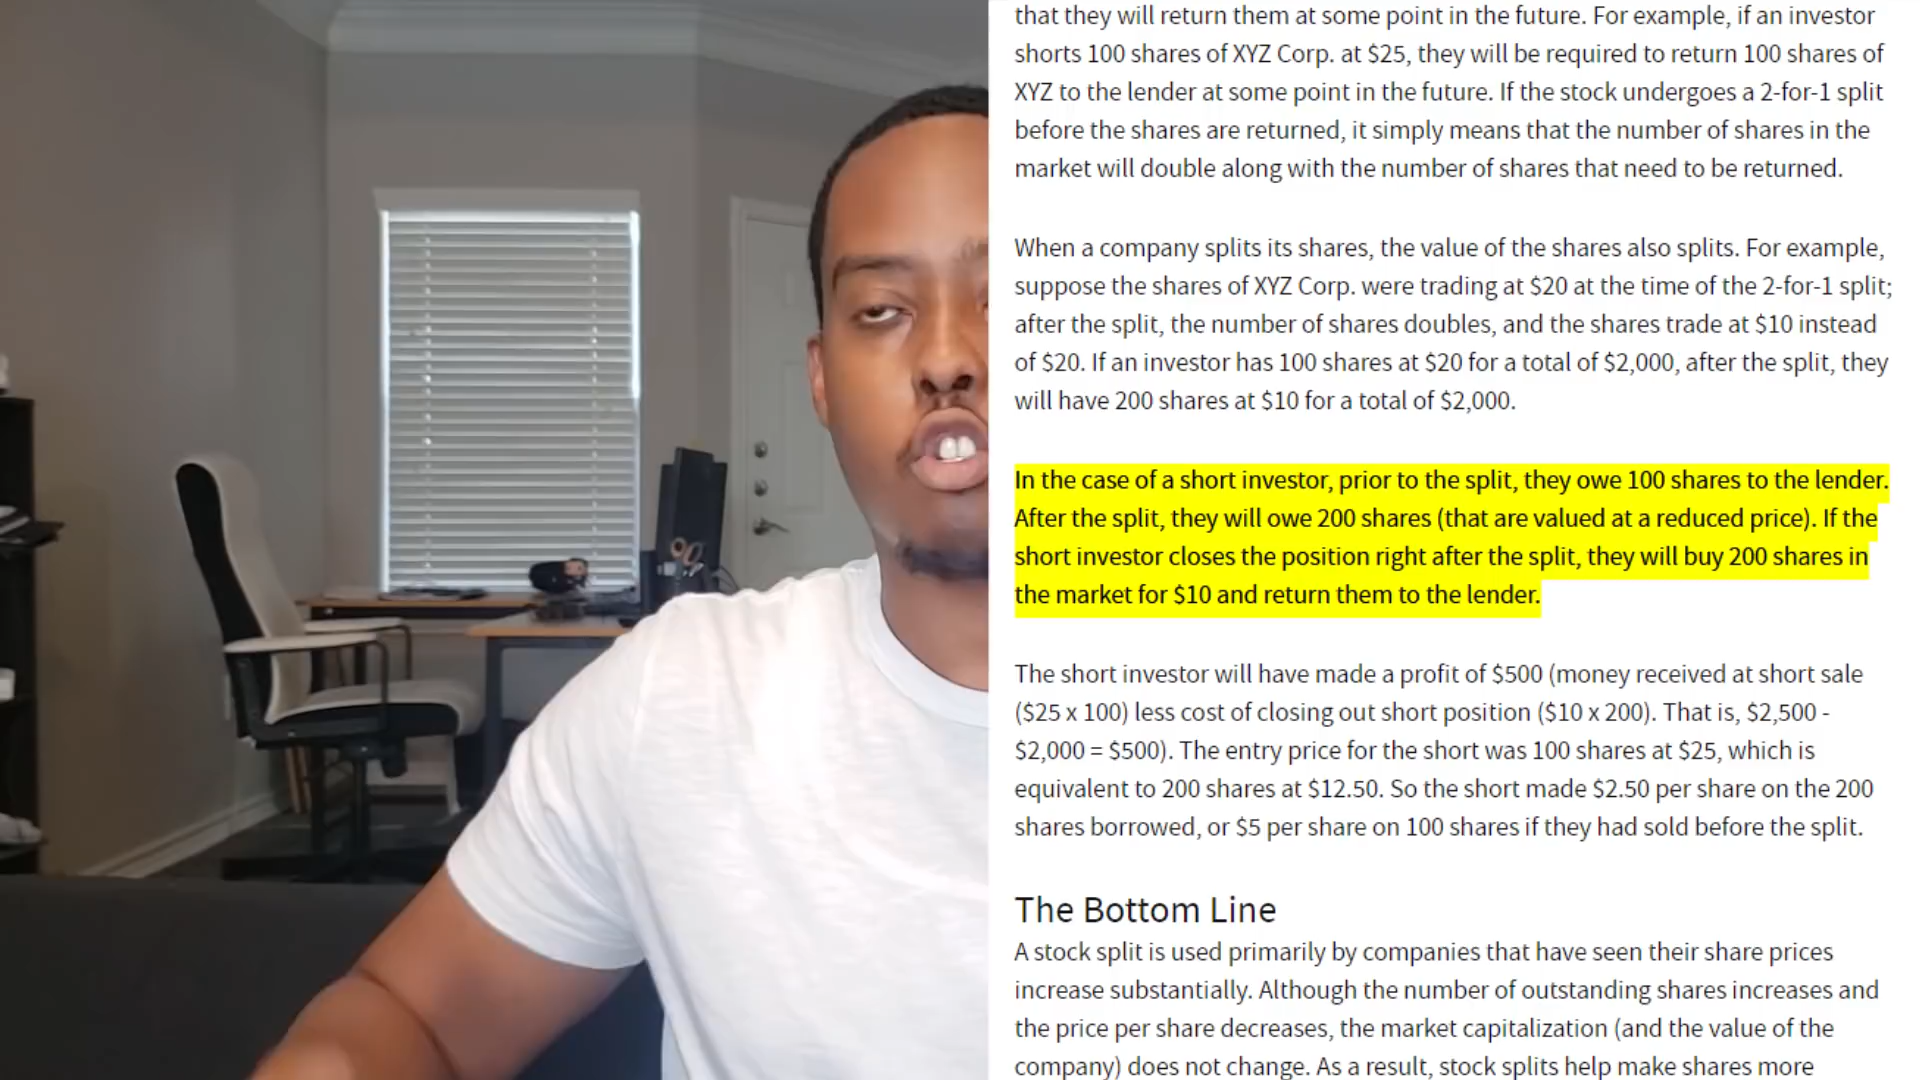 that they will return them at some point in the future. For example, if an investor
shorts 100 shares of XYZ Corp. at $25, they will be required to return 100 shares of
XYZ to the lender at some point in the future. If the stock undergoes a 2-for-1 split
before the shares are returned, it simply means that the number of shares in the
market will double along with the number of shares that need to be returned.
When a company splits its shares, the value of the shares also splits. For example,
suppose the shares of XYZ Corp. were trading at $20 at the time of the 2-for-1 split;
after the split, the number of shares doubles, and the shares trade at $10 instead
of $20. If an investor has 100 shares at $20 for a total of $2,000, after the split, they
will have 200 shares at $10 for a total of $2,000.
In the case of a short investor, prior to the split, they owe 100 shares to the lender.
After the split, they will owe 200 shares (that are valued at a reduced price). If the
short investor closes the position right after the split, they will buy 200 shares in
the market for $10 and return them to the lender.
The short investor will have made a profit of $500 (money received at short sale
($25 x 100) less cost of closing out short position ($10 x 200). That is, $2,500 -
$2,000 = $500). The entry price for the short was 100 shares at $25, which is
equivalent to 200 shares at $12.50. So the short made $2.50 per share on the 200
shares borrowed, or $5 per share on 100 shares if they had sold before the split.
The Bottom Line
A stock split is used primarily by companies that have seen their share prices
increase substantially. Although the number of outstanding shares increases and
the price per share decreases, the market capitalization (and the value of the
company) does not change. As a result, stock splits help make shares more